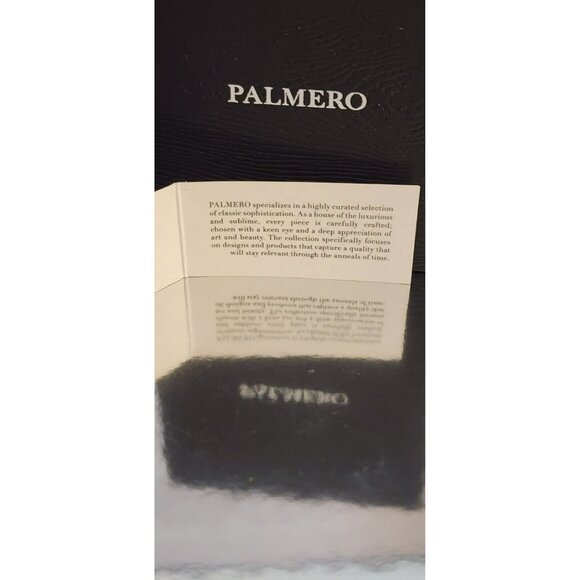 PALMERO
PALMERO specializes in a highly curated selection
of classic sophistication. As a house of the luxurious
and sublime, every piece is carefully crafted;
chosen with a keen eye and a deep appreciation of
art and beauty. The collection specifically focuses
on designs and products that capture a quality that
will stay relevant through the anneals of time.
PALMERO